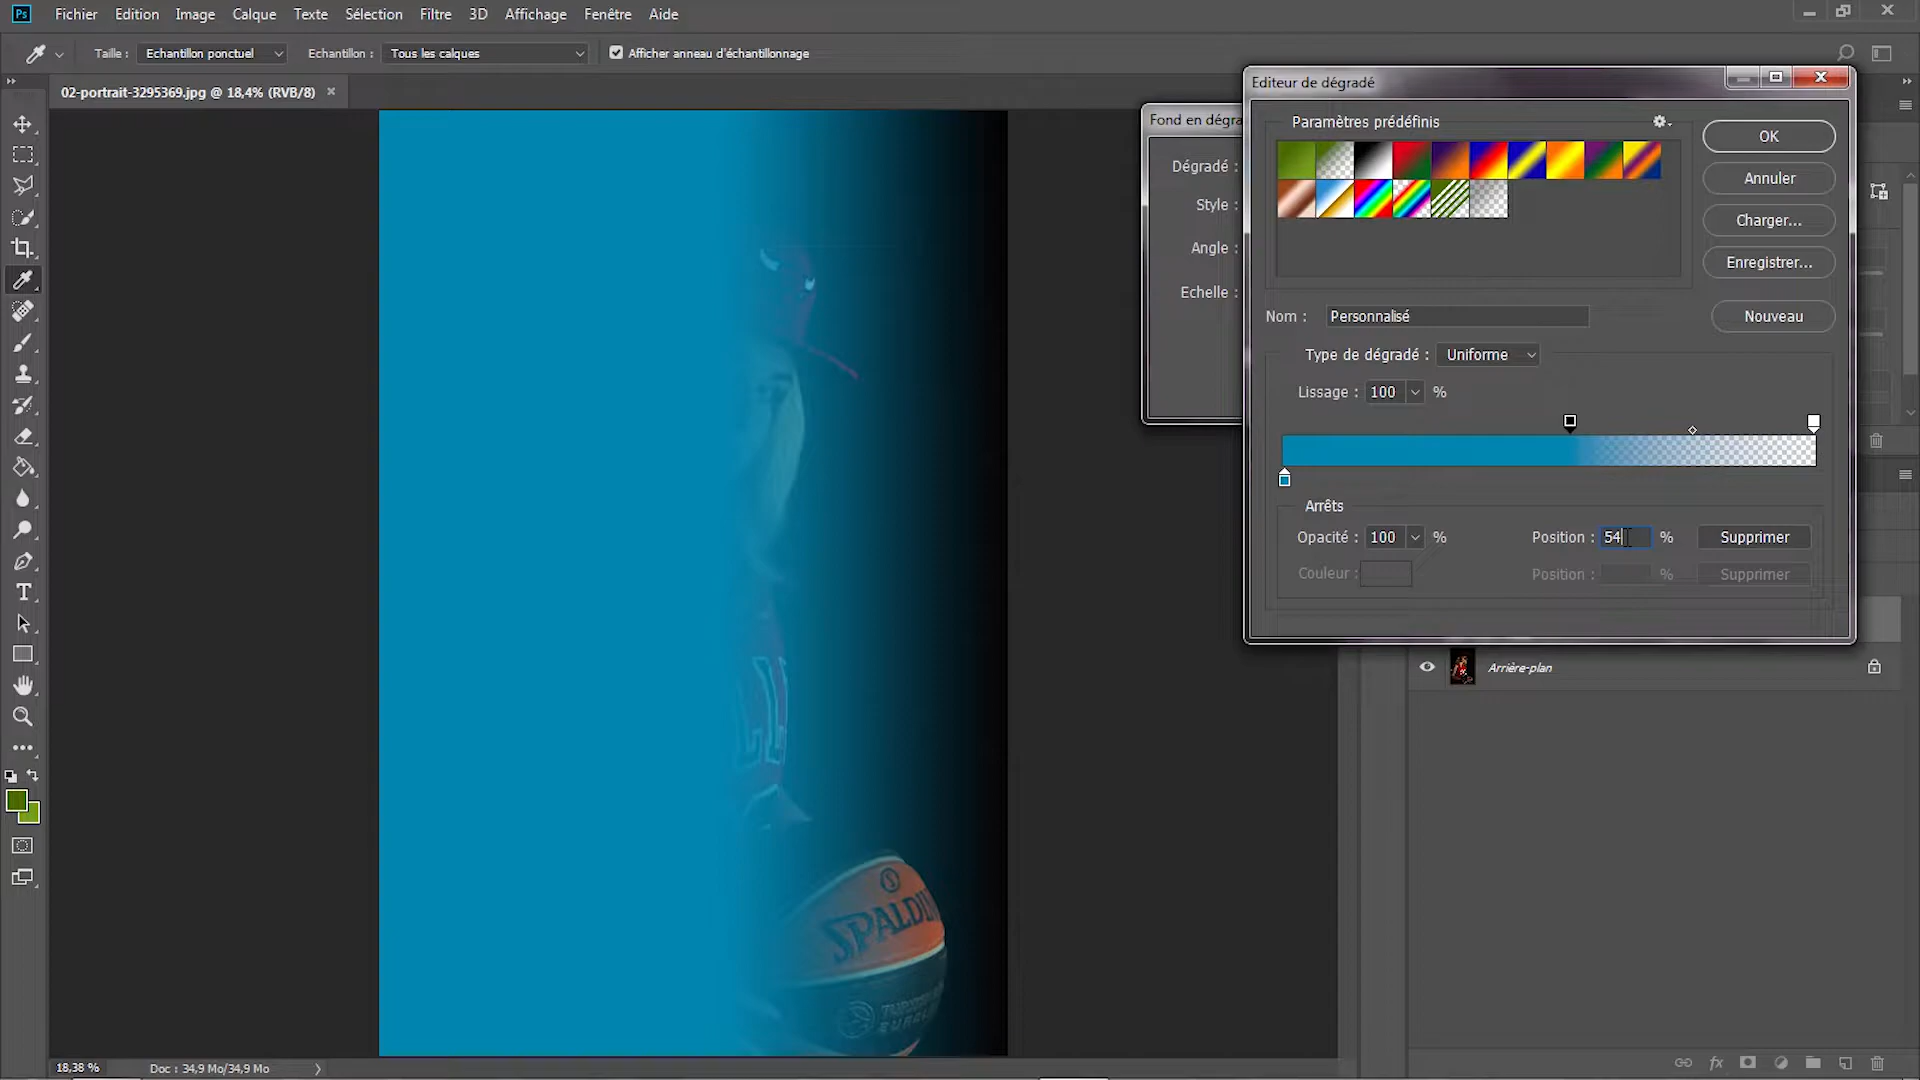 Ps Fichier Edition Image Calque Texte Sélection Filtre 3D Affichage Fenêtre Aide
Taille : Echantillon ponctuel Echantillon : Tous les calques Afficher anneau d'échantillonnage
02-portrait-3295369.jpg @ 18,4% (RVB/8)
Editeur de dégradé
Fond en dégra
Paramètres prédéfinis
OK
Dégradé :
Annuler
Style :
Charger...
Angle :
Enregistrer...
Echelle :
Nom : Personnalisé
Nouveau
Type de dégradé : Uniforme
Lissage : 100 %
Arrêts
Opacité : 100 % Position : 54 % Supprimer
Couleur : Position : % Supprimer
Arrière-plan
SPALDIN
18,38 % Doc : 34,9 Mo/34,9 Mo
fx